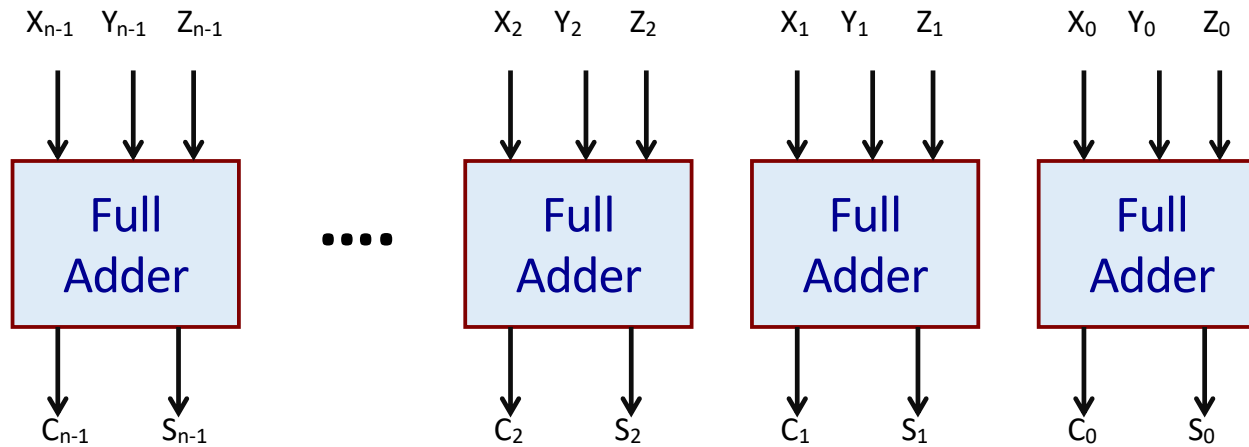 Xn-1 Yn-1 Zn-1 X2 Y2 Z2 X1 Y1 Z1 X0 Y0 Z0
Full Full Full Full
Adder Adder Adder Adder
Cn-1 Sn-1 C2 S2 C1 S1 C0 S0